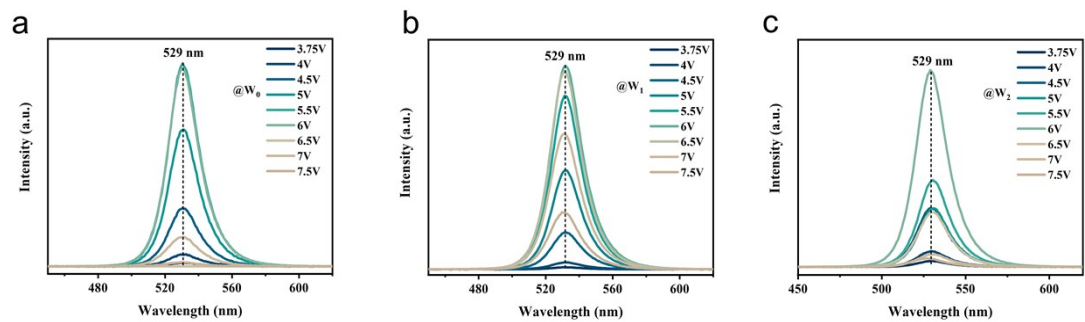 a
529 nm
@W0
3.75V
4V
4.5V
5V
5.5V
6V
6.5V
7V
7.5V
Intensity (a.u.)
480 520 560 600
Wavelength (nm)
b
529 nm
@W1
3.75V
4V
4.5V
5V
5.5V
6V
6.5V
7V
7.5V
Intensity (a.u.)
480 520 560 600
Wavelength (nm)
c
529 nm
@W2
3.75V
4V
4.5V
5V
5.5V
6V
6.5V
7V
7.5V
Intensity (a.u.)
450 500 550 600
Wavelength (nm)